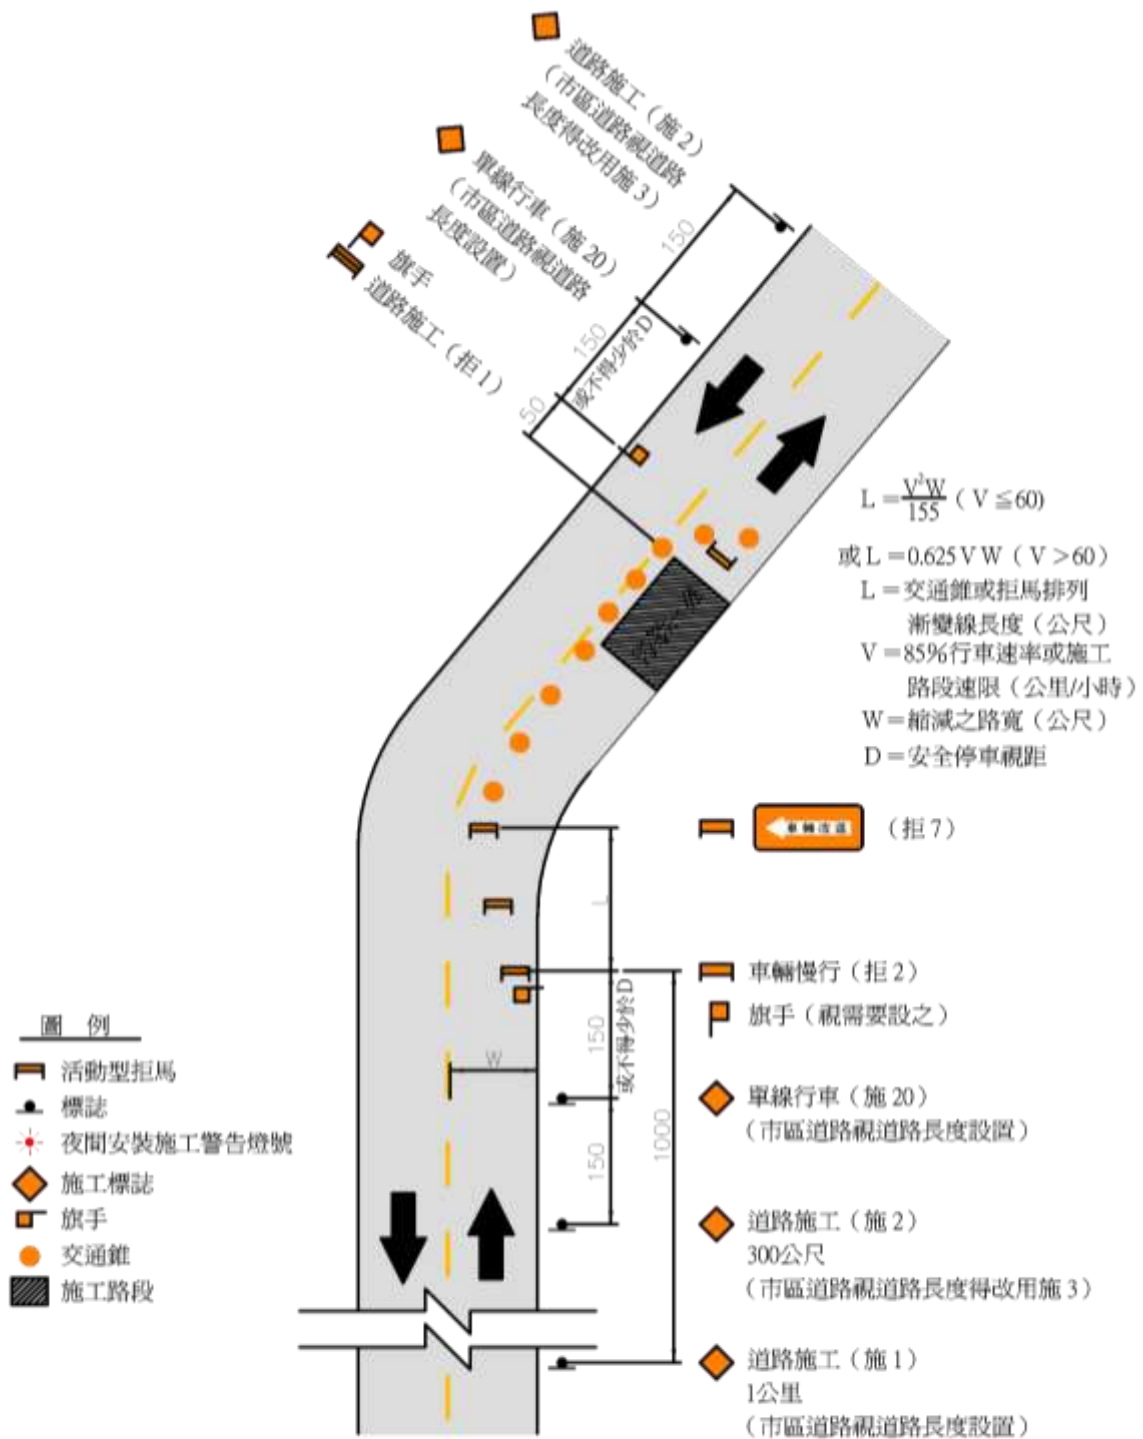 道路施工（施2）
（市區道路視道路
長度得改用施3）
單線行車（施20）
（市區道路視道路
長度設置）
旗手
道路施工（拒1）
150
150
或不得少於D
50
L＝V²W/155（V≦60)
或L＝0.625VW（V>60）
L＝交通錐或拒馬排列
漸變線長度（公尺）
V＝85%行車速率或施工
路段速限（公里/小時）
W＝縮減之路寬（公尺）
D＝安全停車視距
車輛改道
（拒7）
L
車輛慢行（拒2）
旗手（視需要設之）
150
或不得少於D
W
單線行車（施20）
（市區道路視道路長度設置）
150
1000
道路施工（施2）
300公尺
（市區道路視道路長度得改用施3）
道路施工（施1）
1公里
（市區道路視道路長度設置）
圖 例
活動型拒馬
標誌
夜間安裝施工警告燈號
施工標誌
旗手
交通錐
施工路段